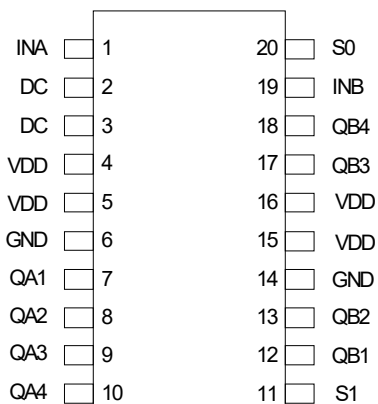 INA 1 20 S0
DC 2 19 INB
DC 3 18 QB4
VDD 4 17 QB3
VDD 5 16 VDD
GND 6 15 VDD
QA1 7 14 GND
QA2 8 13 QB2
QA3 9 12 QB1
QA4 10 11 S1